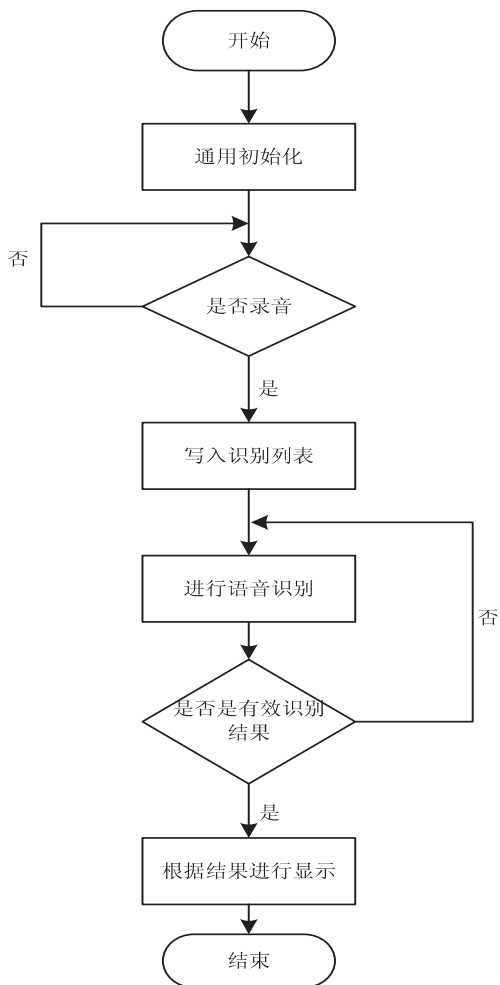 开始
通用初始化
否
是否录音
是
写入识别列表
进行语音识别
否
是否是有效识别
结果
是
根据结果进行显示
结束